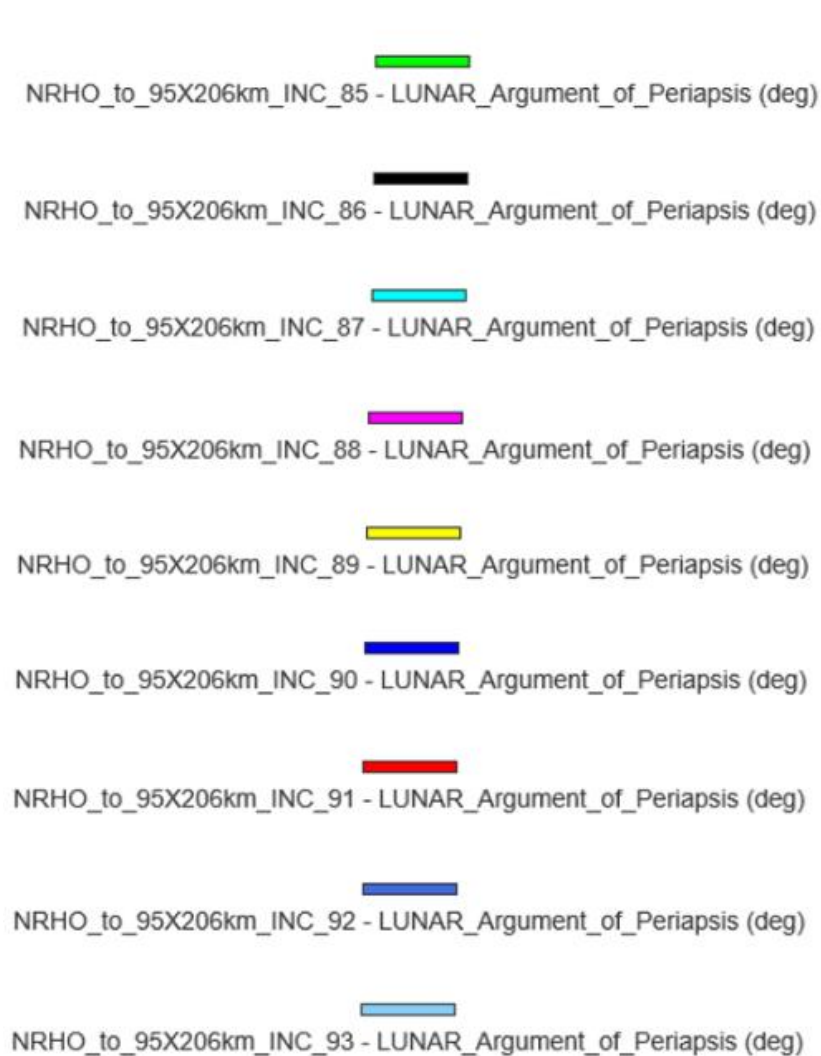 NRHO_to_95X206km_INC_85 - LUNAR_Argument_of_Periapsis (deg)
NRHO_to_95X206km_INC_86 - LUNAR_Argument_of_Periapsis (deg)
NRHO_to_95X206km_INC_87 - LUNAR_Argument_of_Periapsis (deg)
NRHO_to_95X206km_INC_88 - LUNAR_Argument_of_Periapsis (deg)
NRHO_to_95X206km_INC_89 - LUNAR_Argument_of_Periapsis (deg)
NRHO_to_95X206km_INC_90 - LUNAR_Argument_of_Periapsis (deg)
NRHO_to_95X206km_INC_91 - LUNAR_Argument_of_Periapsis (deg)
NRHO_to_95X206km_INC_92 - LUNAR_Argument_of_Periapsis (deg)
NRHO_to_95X206km_INC_93 - LUNAR_Argument_of_Periapsis (deg)